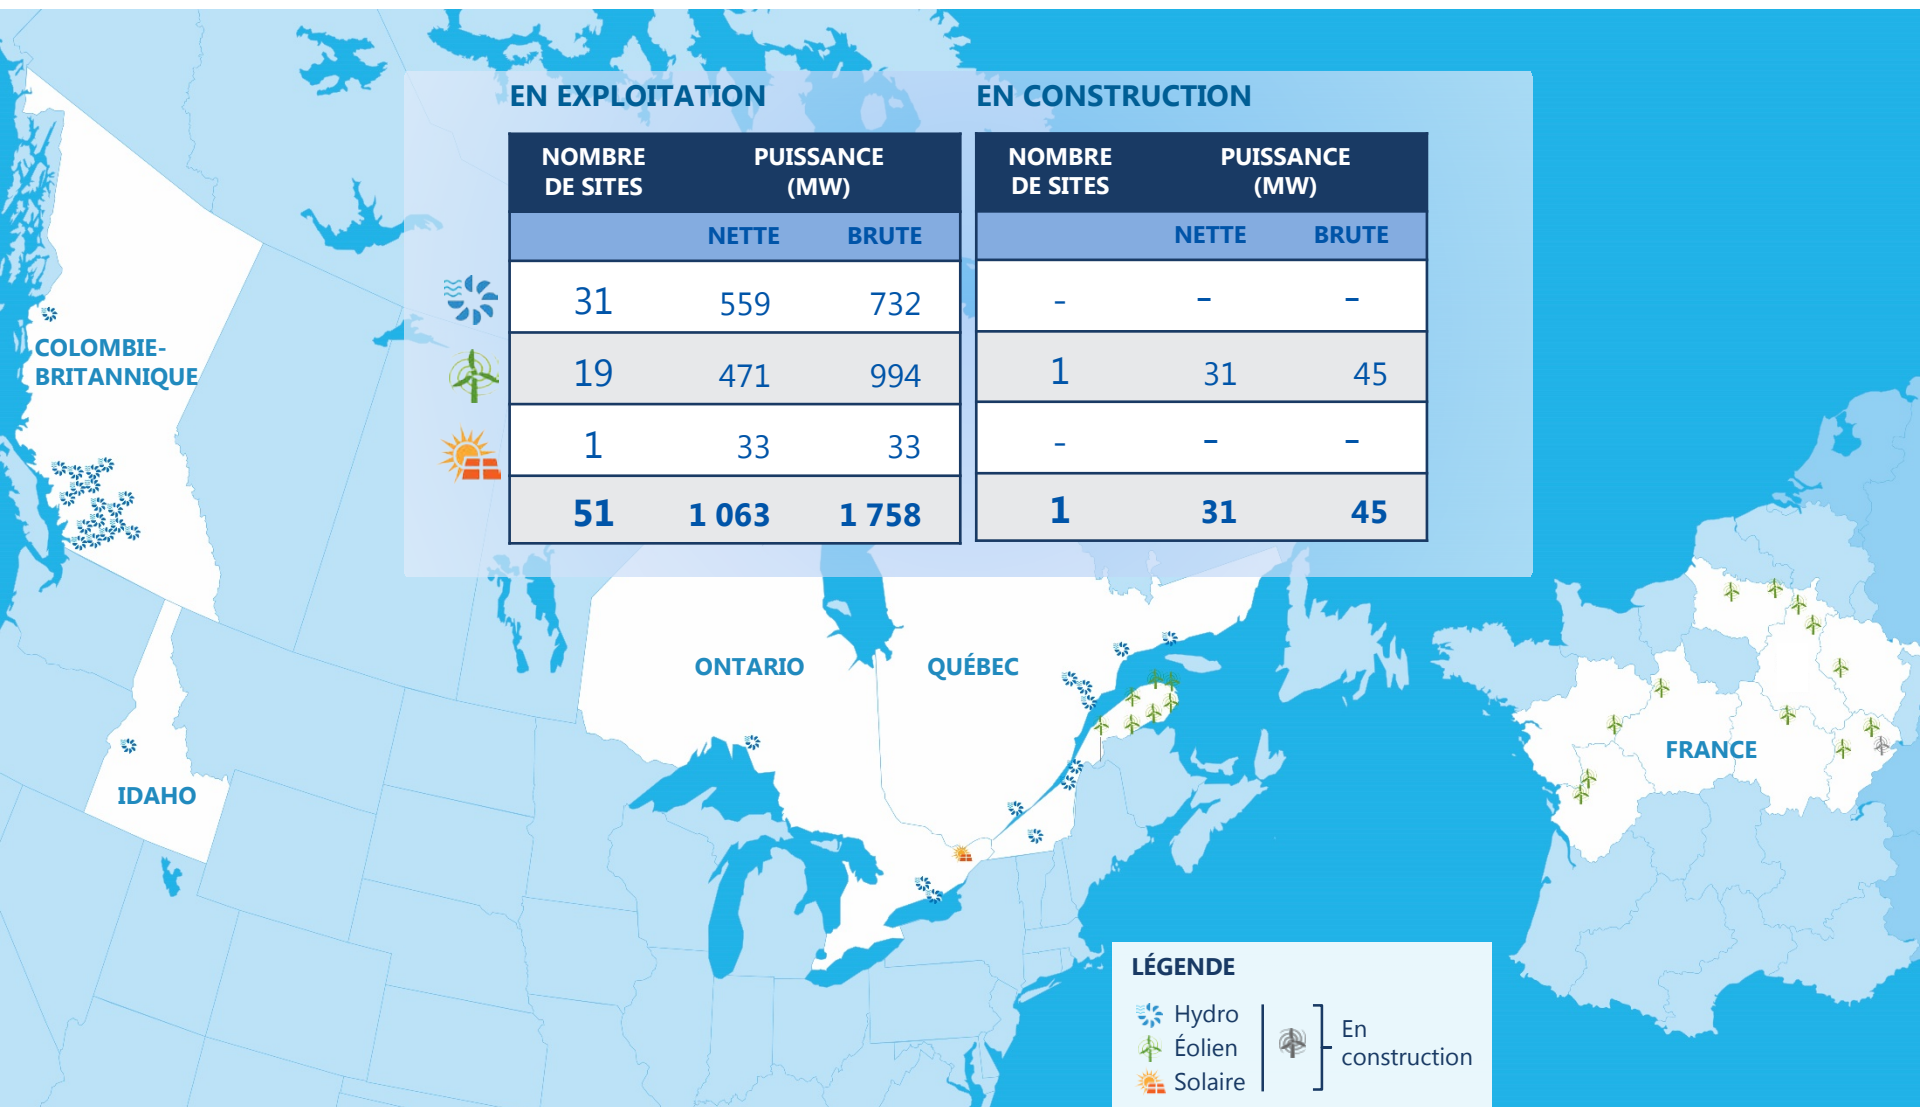 EN EXPLOITATION
NOMBRE DE SITES PUISSANCE (MW)
NETTE BRUTE
31 559 732
19 471 994
1 33 33
51 1 063 1 758
EN CONSTRUCTION
NOMBRE DE SITES PUISSANCE (MW)
NETTE BRUTE
- – –
1 31 45
- – –
1 31 45
COLOMBIE-
BRITANNIQUE
IDAHO
ONTARIO
QUÉBEC
FRANCE
LÉGENDE
Hydro
Éolien
Solaire
En
construction